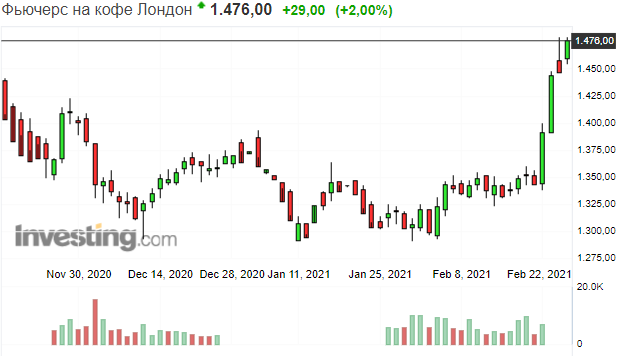 Фьючерс на кофе Лондон 1.476,00 +29,00 (+2,00%)
1.476,00
1.450,00
1.425,00
1.400,00
1.375,00
1.350,00
1.325,00
1.300,00
1.275,00
Investing.com
Nov 30, 2020 Dec 14, 2020 Dec 28, 2020 Jan 11, 2021 Jan 25, 2021 Feb 8, 2021 Feb 22, 2021
20.0K
0